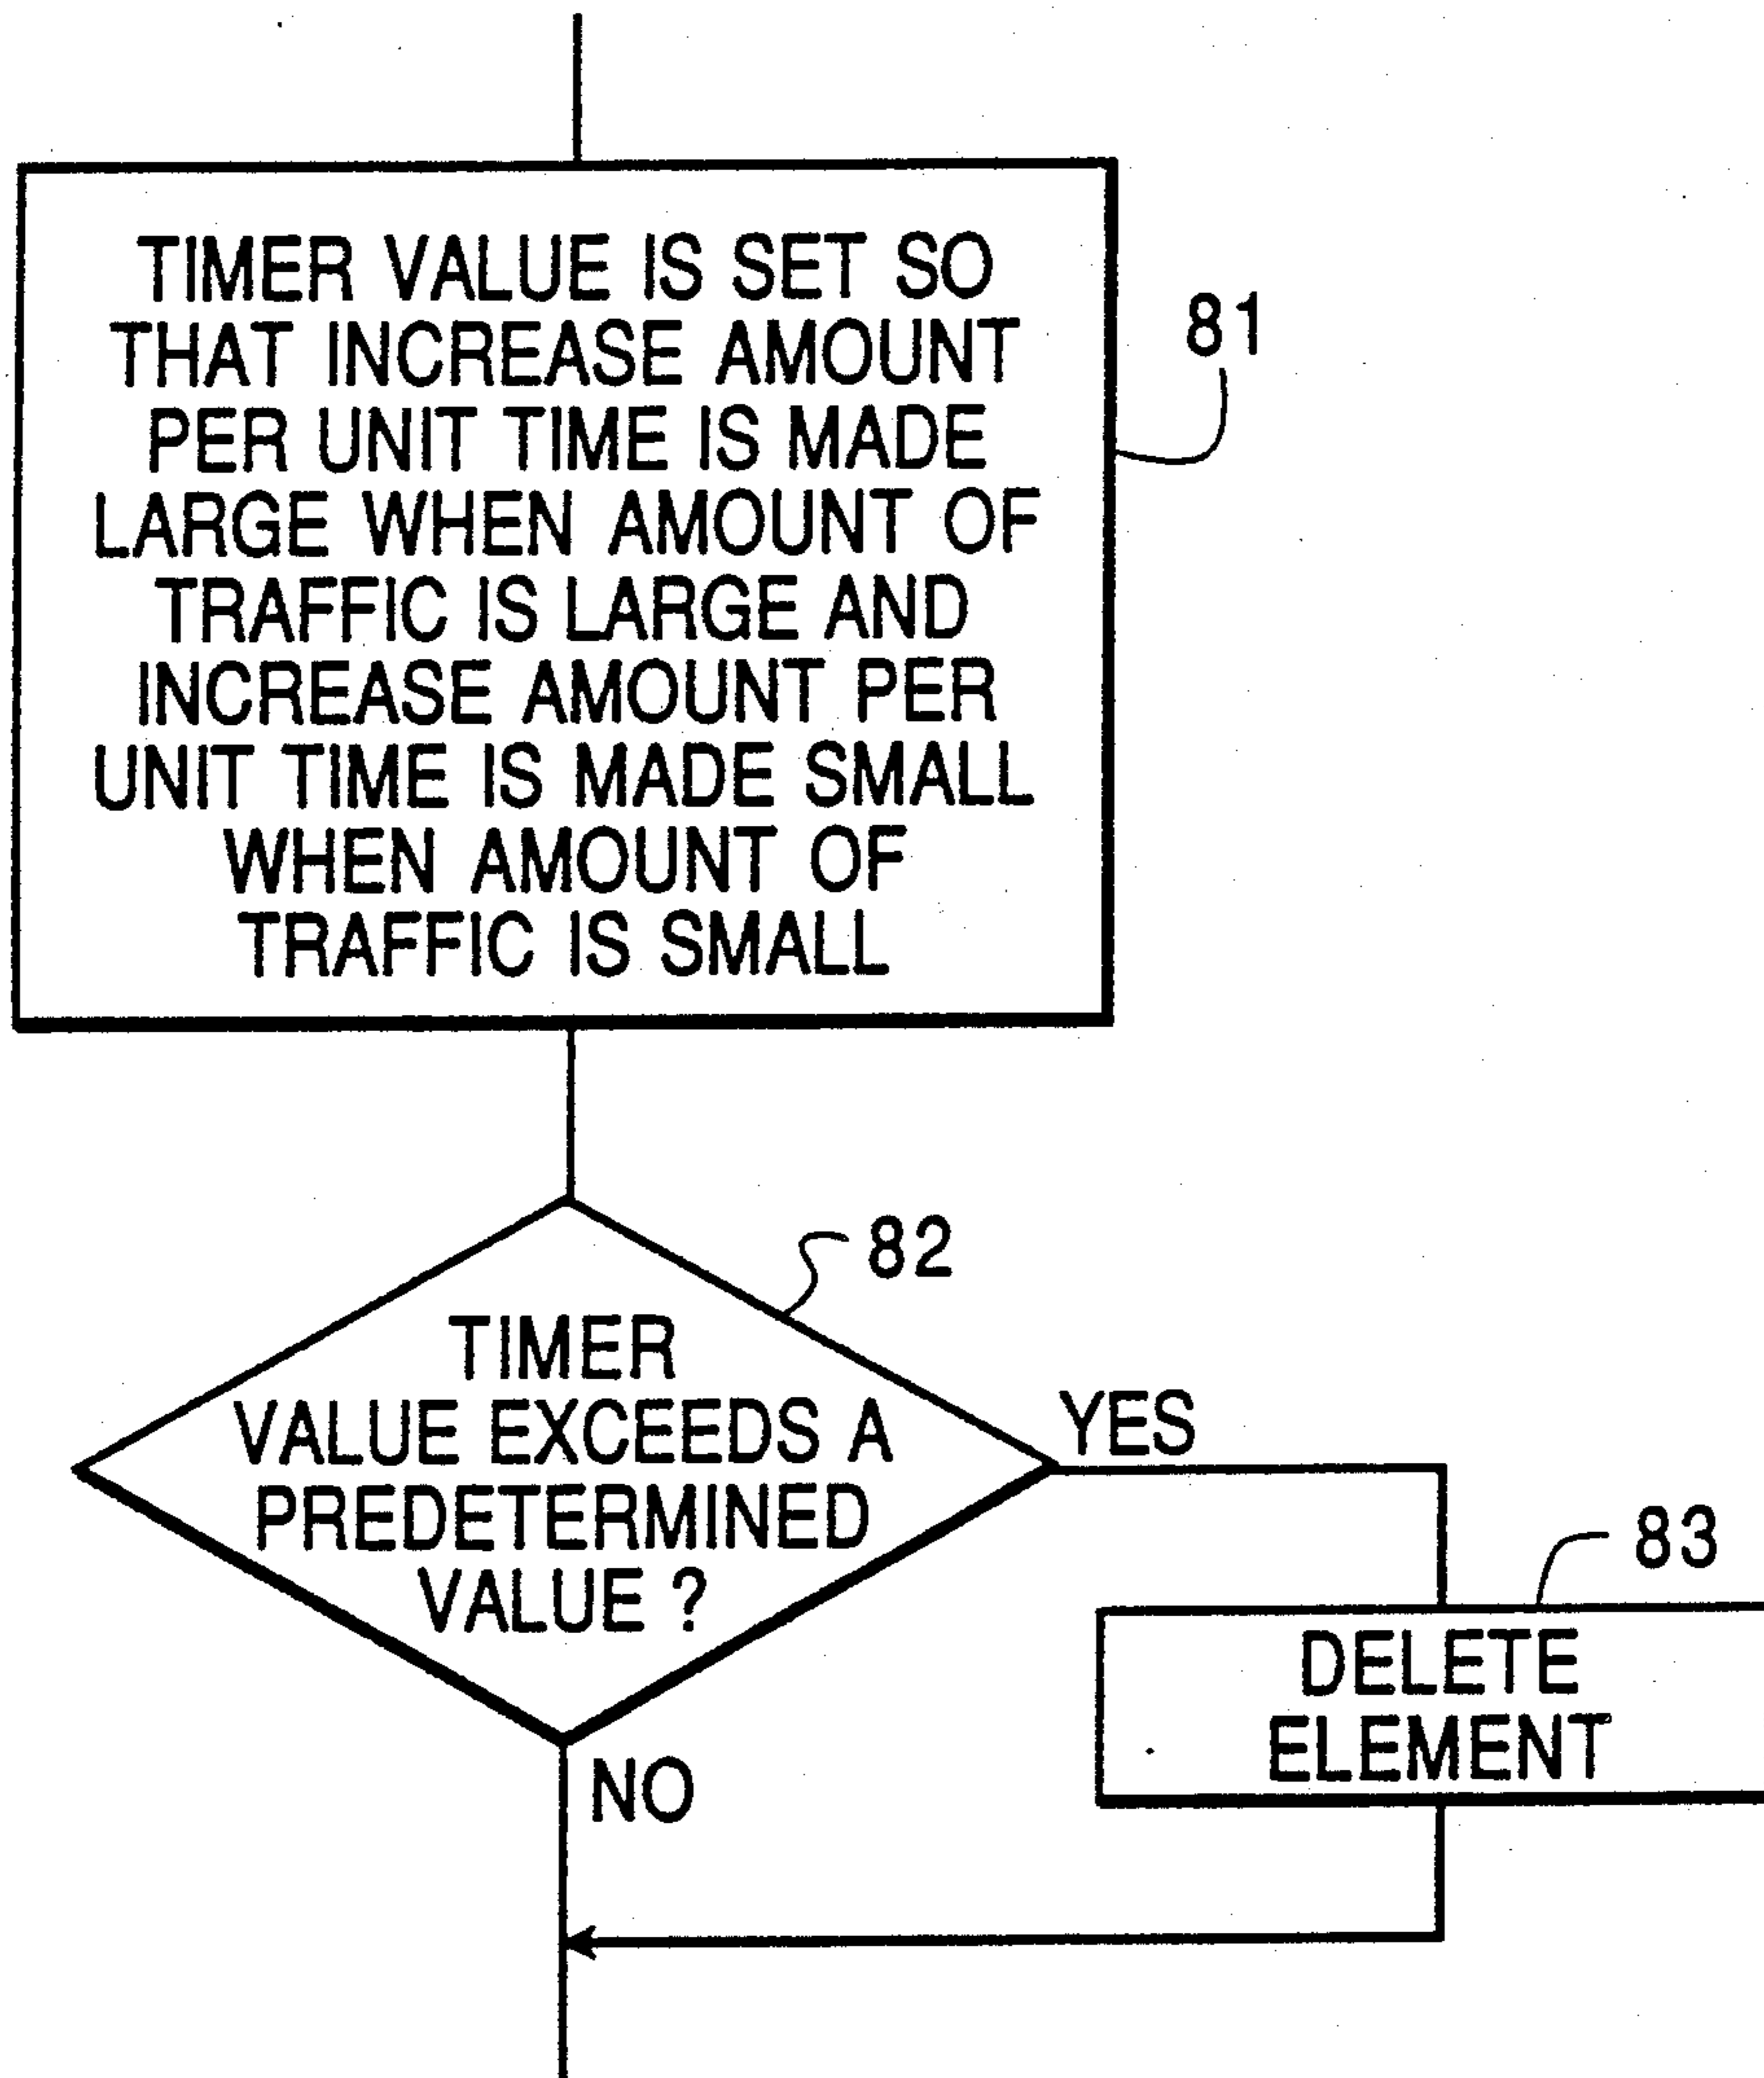 TIMER VALUE IS SET SO
THAT INCREASE AMOUNT
PER UNIT TIME IS MADE
LARGE WHEN AMOUNT OF
TRAFFIC IS LARGE AND
INCREASE AMOUNT PER
UNIT TIME IS MADE SMALL
WHEN AMOUNT OF
TRAFFIC IS SMALL
81
82
TIMER
VALUE EXCEEDS A
PREDETERMINED
VALUE ?
YES
83
DELETE
ELEMENT
NO